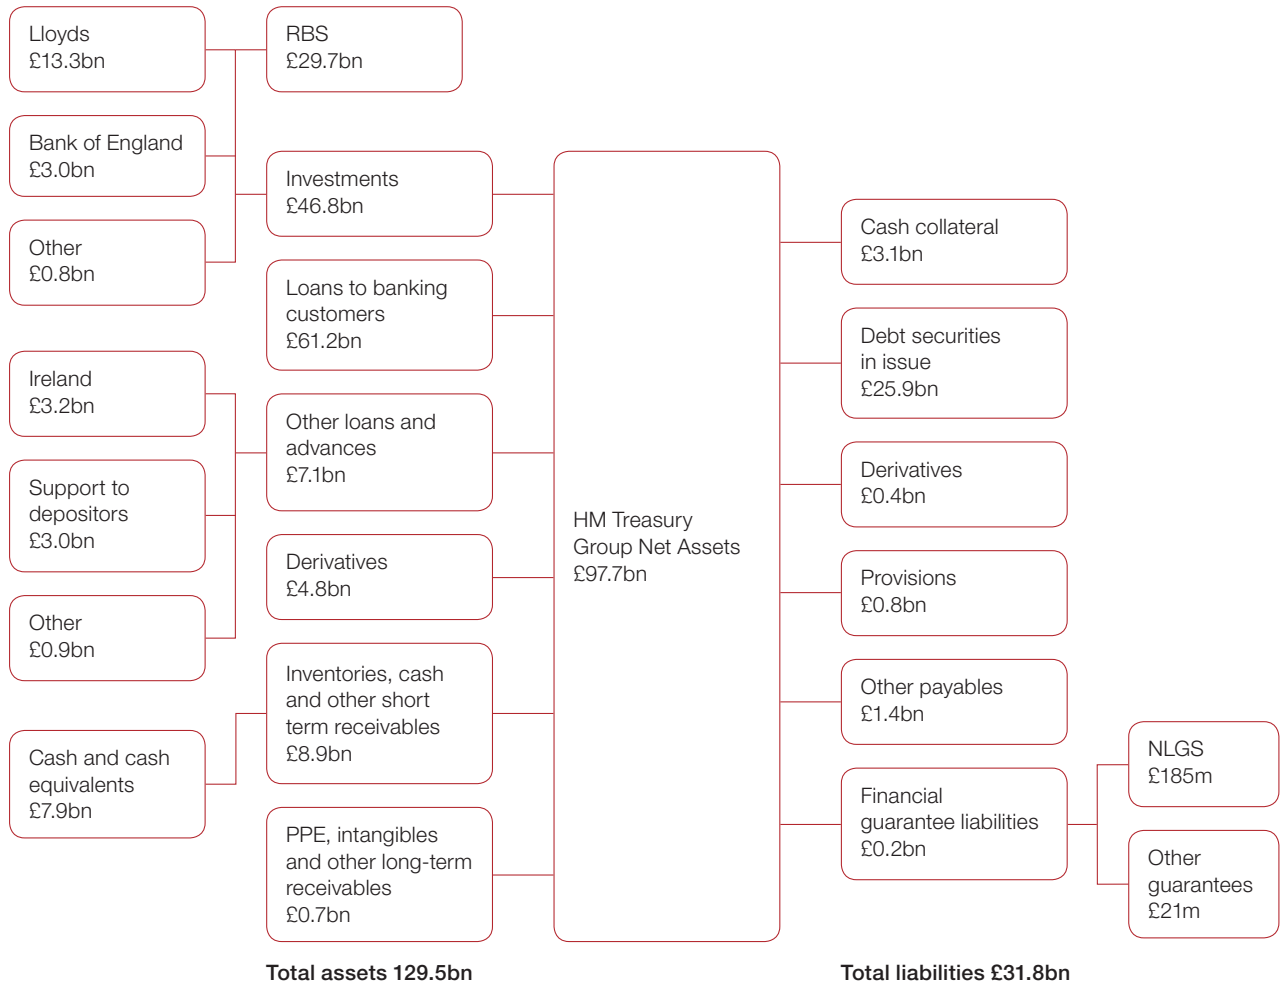 Lloyds
£13.3bn
RBS
£29.7bn
Bank of England
£3.0bn
Other
£0.8bn
Investments
£46.8bn
Loans to banking
customers
£61.2bn
Ireland
£3.2bn
Support to
depositors
£3.0bn
Other
£0.9bn
Other loans and
advances
£7.1bn
Derivatives
£4.8bn
Inventories, cash
and other short
term receivables
£8.9bn
Cash and cash
equivalents
£7.9bn
PPE, intangibles
and other long-term
receivables
£0.7bn
Total assets 129.5bn
HM Treasury
Group Net Assets
£97.7bn
Cash collateral
£3.1bn
Debt securities
in issue
£25.9bn
Derivatives
£0.4bn
Provisions
£0.8bn
Other payables
£1.4bn
Financial
guarantee liabilities
£0.2bn
NLGS
£185m
Other
guarantees
£21m
Total liabilities £31.8bn